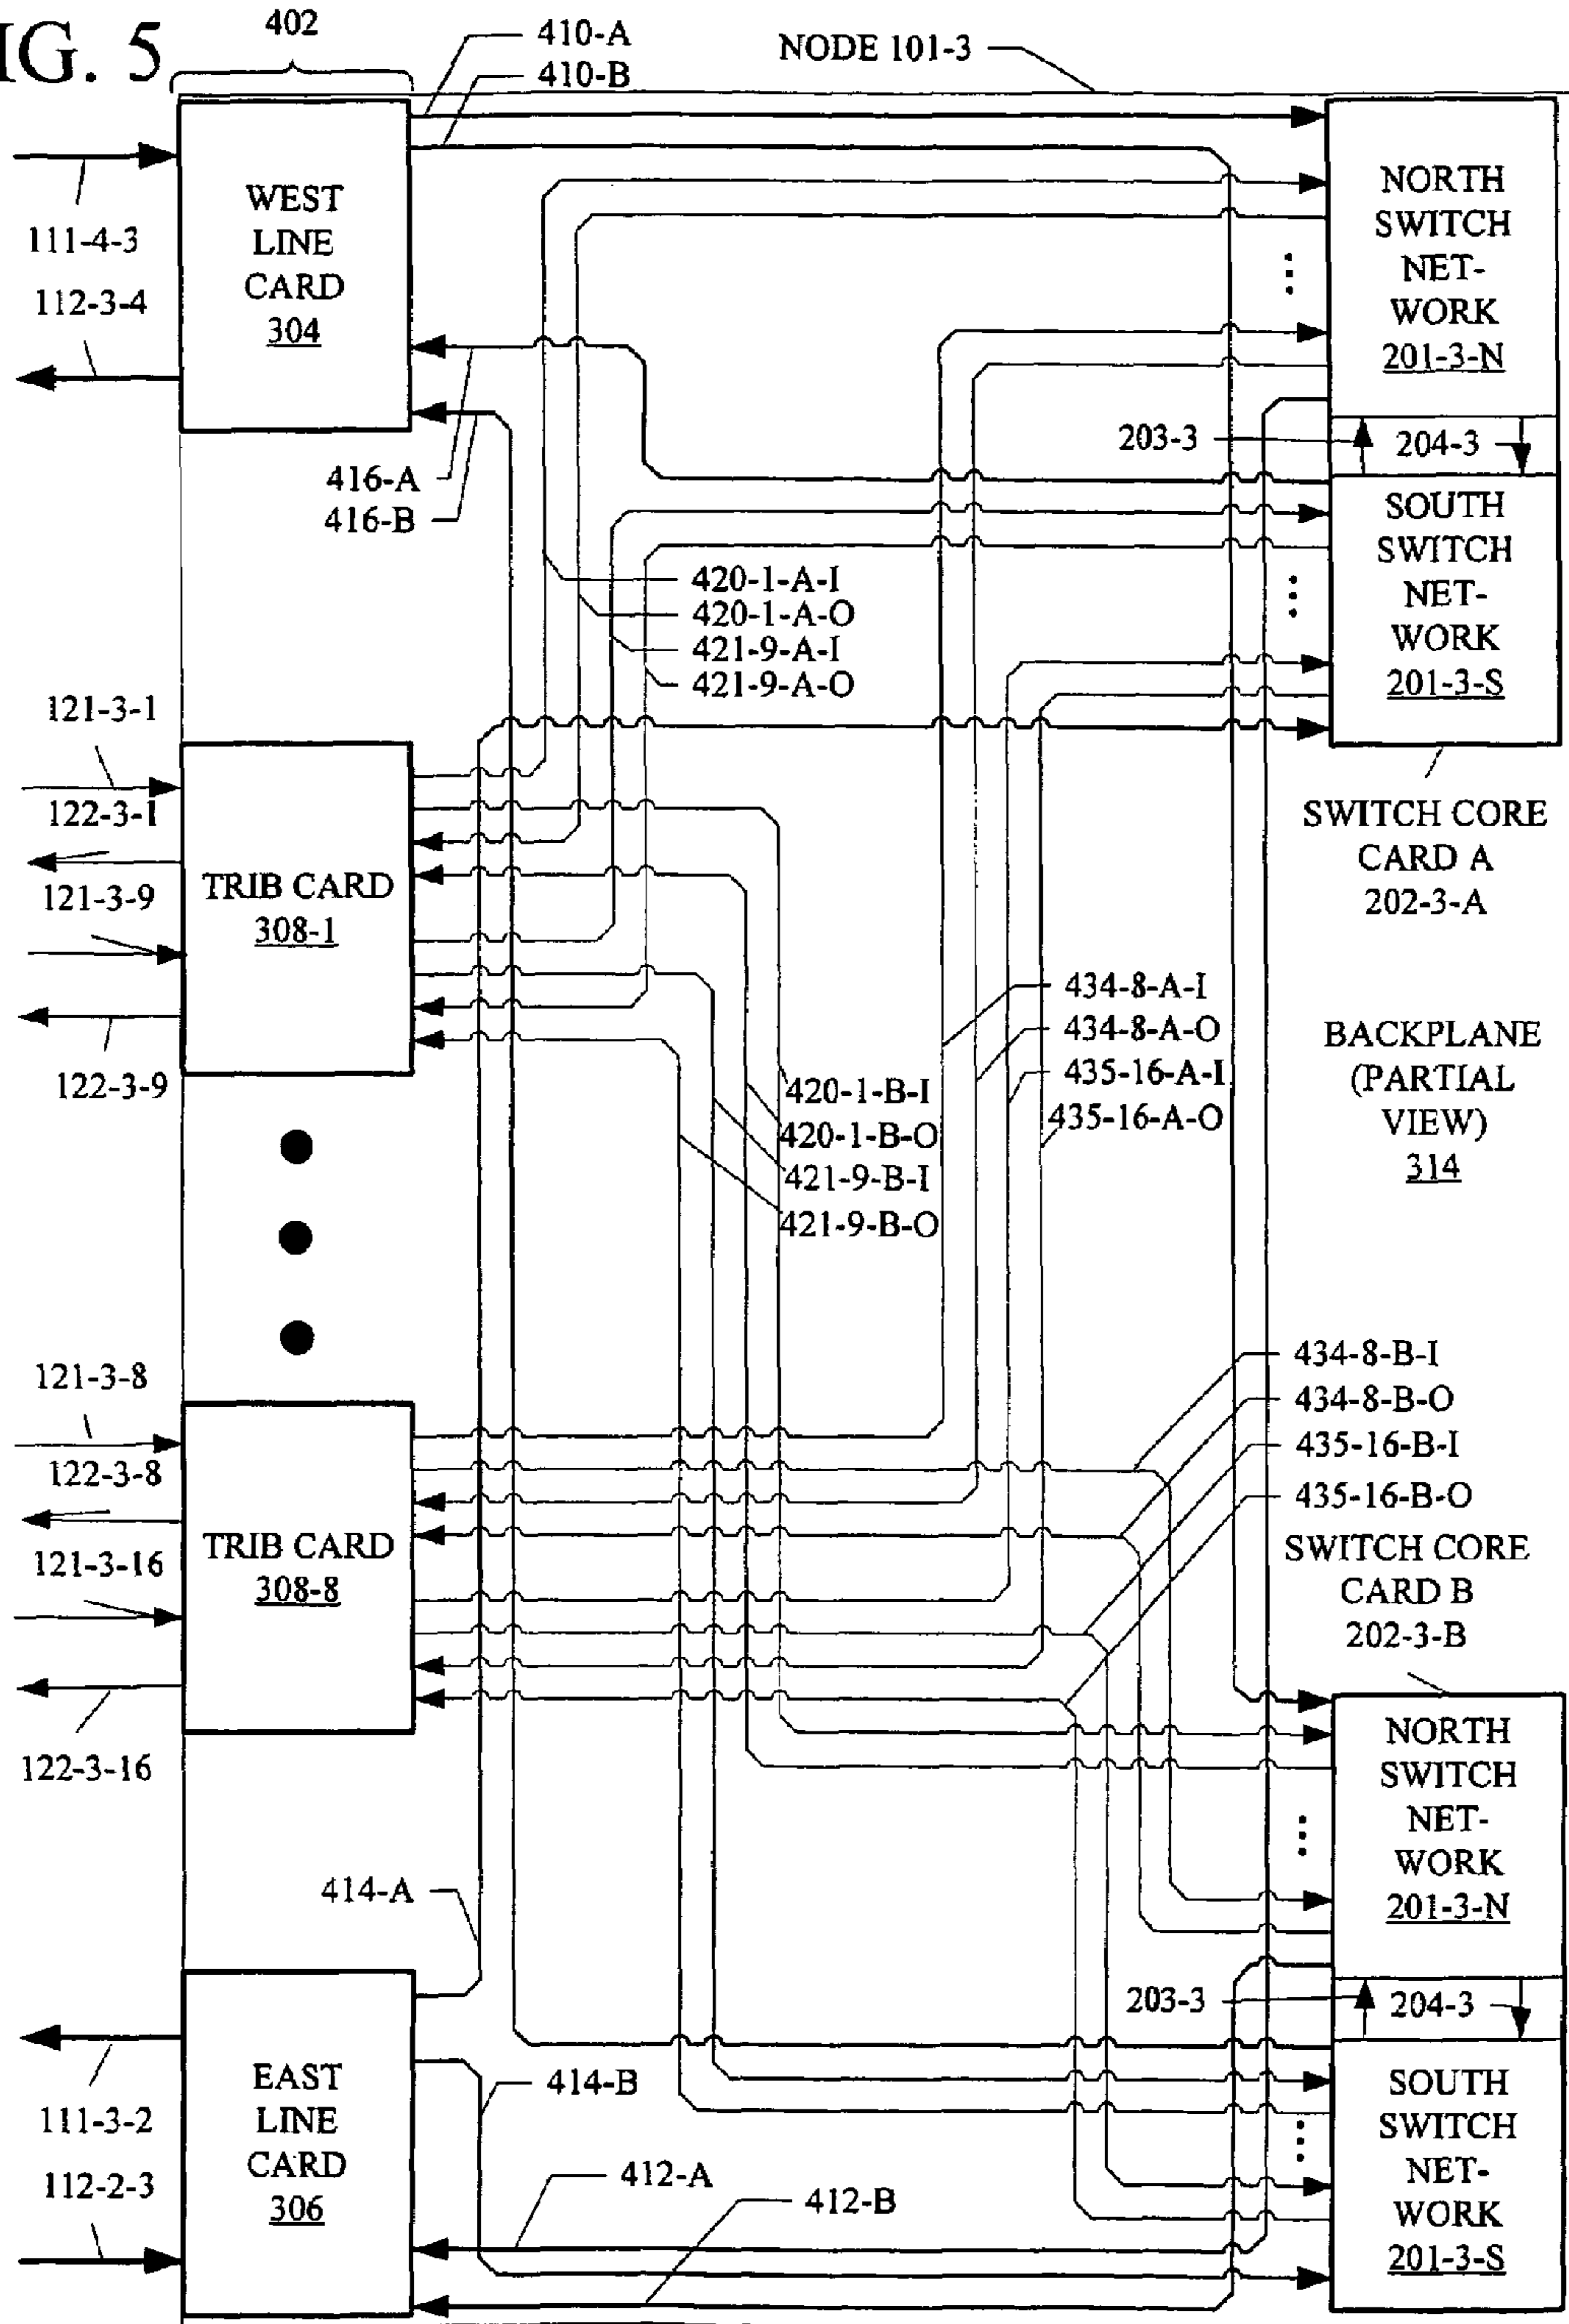 IG. 5
402
410-A
410-B
NODE 101-3
111-4-3
112-3-4
WEST
LINE
CARD
304
NORTH
SWITCH
NET-
WORK
201-3-N
203-3
204-3
416-A
416-B
SOUTH
SWITCH
NET-
WORK
201-3-S
420-1-A-I
420-1-A-O
421-9-A-I
421-9-A-O
121-3-1
122-3-1
121-3-9
122-3-9
TRIB CARD
308-1
SWITCH CORE
CARD A
202-3-A
434-8-A-I
434-8-A-O
435-16-A-I
435-16-A-O
BACKPLANE
(PARTIAL
VIEW)
314
420-1-B-I
420-1-B-O
421-9-B-I
421-9-B-O
121-3-8
122-3-8
121-3-16
122-3-16
TRIB CARD
308-8
434-8-B-I
434-8-B-O
435-16-B-I
435-16-B-O
SWITCH CORE
CARD B
202-3-B
NORTH
SWITCH
NET-
WORK
201-3-N
414-A
203-3
204-3
111-3-2
112-2-3
EAST
LINE
CARD
306
414-B
412-A
412-B
SOUTH
SWITCH
NET-
WORK
201-3-S